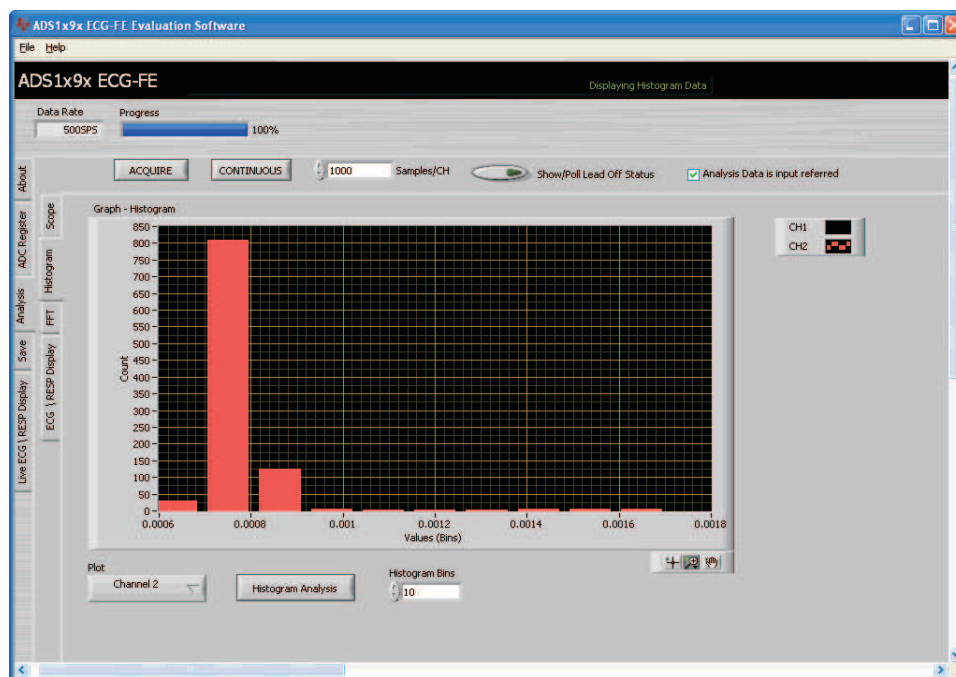 ADS1x9x ECG-FE Evaluation Software
File Help
ADS1x9x ECG-FE
Displaying Histogram Data
Data Rate
500SPS
Progress
100%
ACQUIRE
CONTINUOUS
1000
Samples/CH
Show/Poll Lead Off Status
Analysis Data is input referred
About
ADC Register
Analysis
Save
Live ECG \ RESP Display
Scope
Histogram
FFT
ECG \ RESP Display
Graph - Histogram
CH1
CH2
Count
850
800
750
700
650
600
550
500
450
400
350
300
250
200
150
100
50
0
0.0006 0.0008 0.001 0.0012 0.0014 0.0016 0.0018
Values (Bins)
Plot
Channel 2
Histogram Analysis
Histogram Bins
10